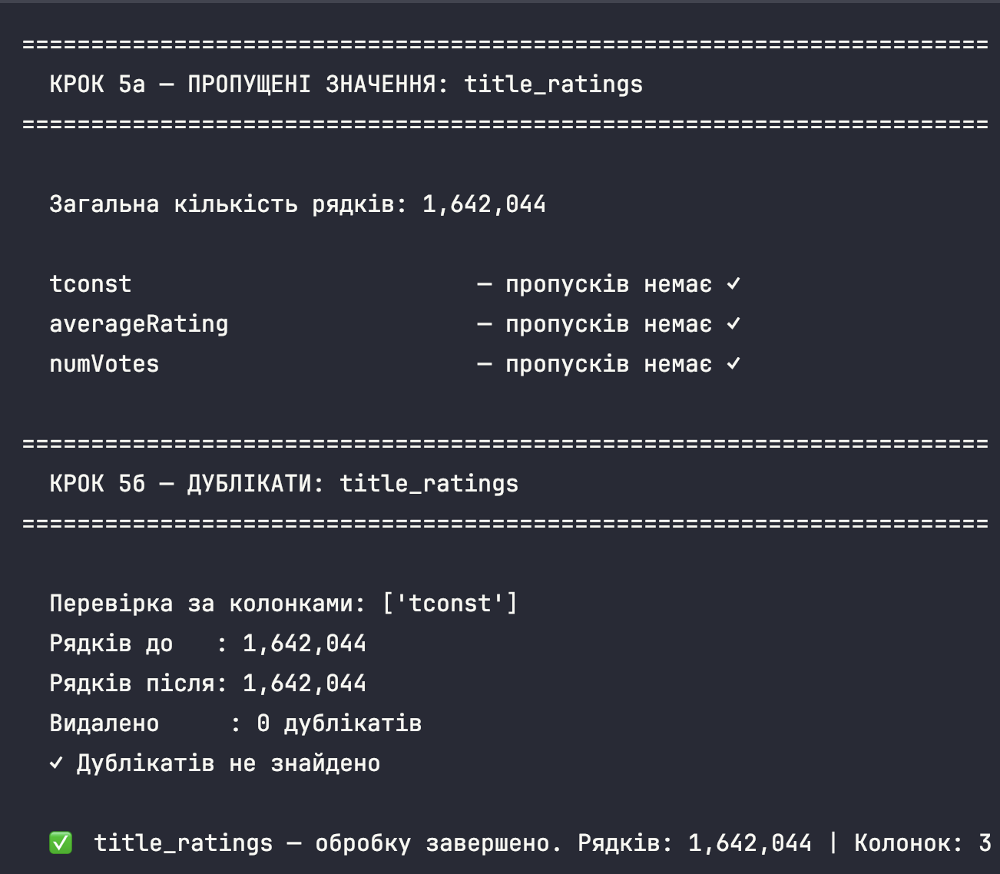 ======================================================================
КРОК 5а — ПРОПУЩЕНІ ЗНАЧЕННЯ: title_ratings
======================================================================
Загальна кількість рядків: 1,642,044
tconst — пропусків немає ✓
averageRating — пропусків немає ✓
numVotes — пропусків немає ✓
======================================================================
КРОК 5б — ДУБЛІКАТИ: title_ratings
======================================================================
Перевірка за колонками: ['tconst']
Рядків до   : 1,642,044
Рядків після: 1,642,044
Видалено     : 0 дублікатів
✓ Дублікатів не знайдено
✅ title_ratings — обробку завершено. Рядків: 1,642,044 | Колонок: 3